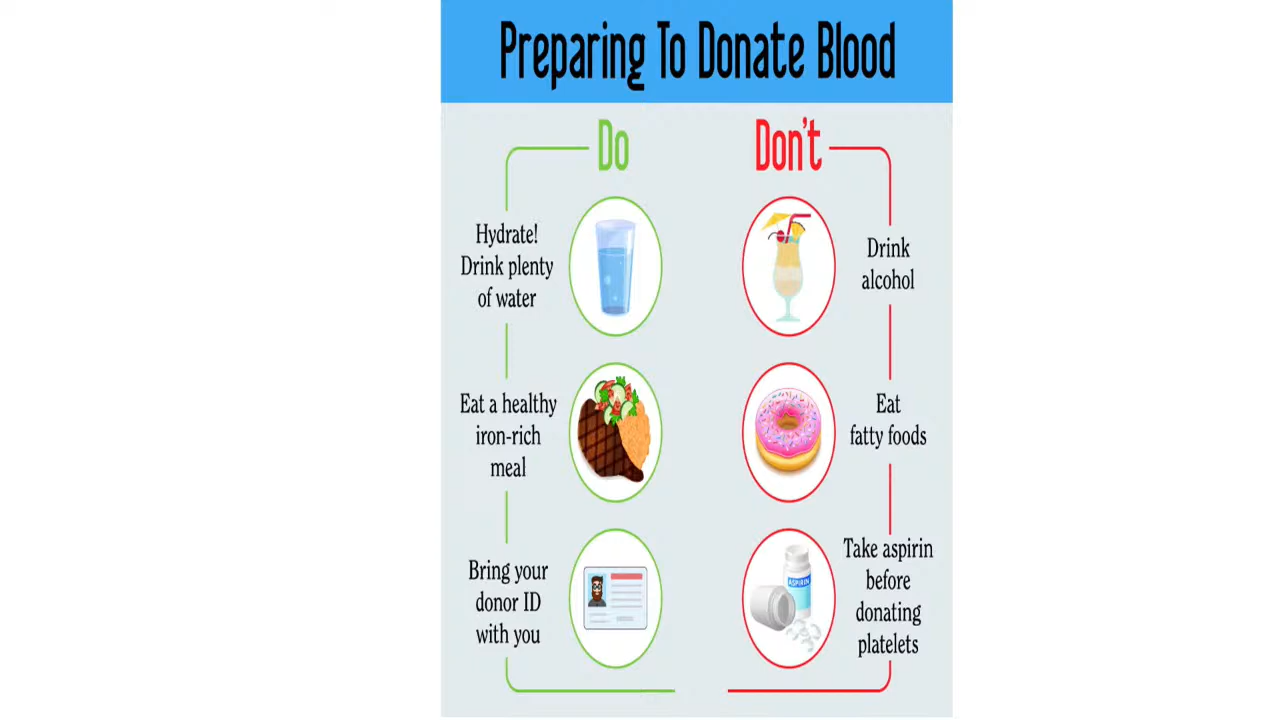 Preparing To Donate Blood
Do
Hydrate!
Drink plenty
of water
Eat a healthy
iron-rich
meal
Bring your
donor ID
with you
Don't
Drink
alcohol
Eat
fatty foods
Take aspirin
before
donating
platelets
ASPIRIN